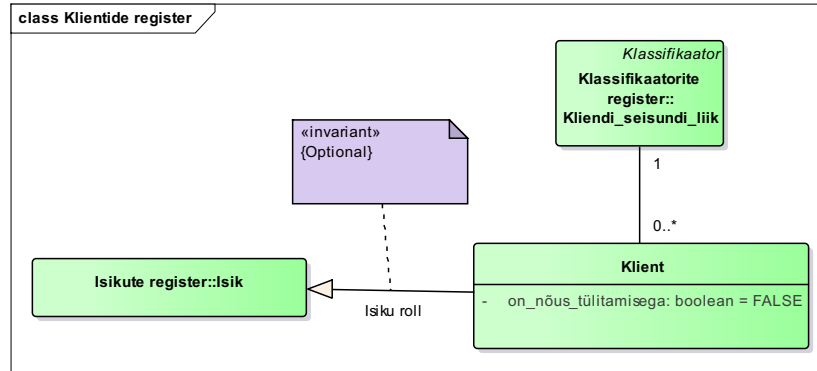 class Klientide register
Klassifikaator
Klassifikaatorite
register::
Kliendi_seisundi_liik
«invariant»
{Optional}
1
0..*
Isikute register::Isik
Isiku roll
Klient
- on_nõus_tülitamisega: boolean = FALSE